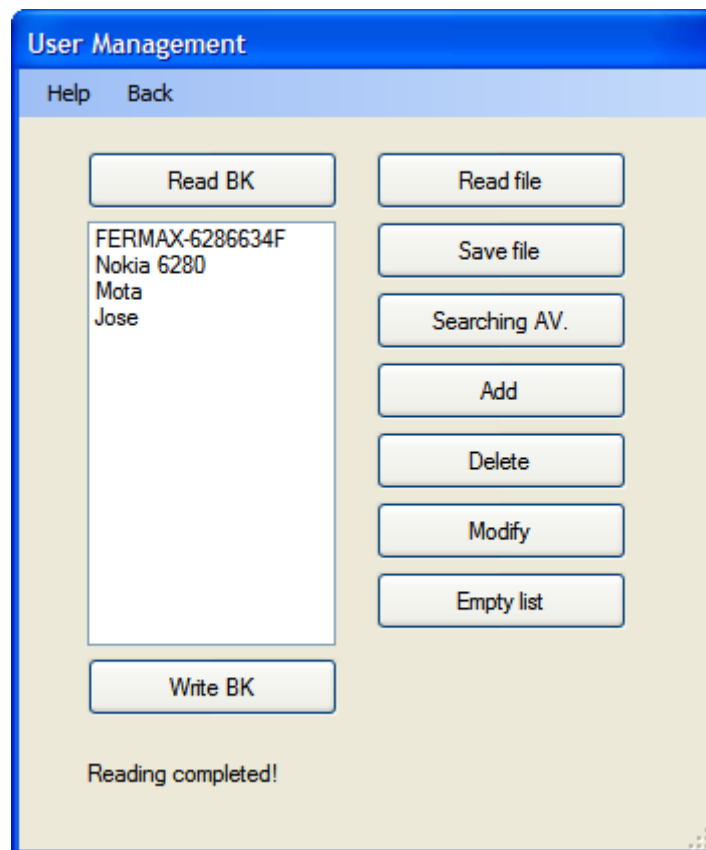 User Management
Help Back
Read BK
Read file
FERMAX-6286634F
Nokia 6280
Mota
Jose
Save file
Searching AV.
Add
Delete
Modify
Empty list
Write BK
Reading completed!